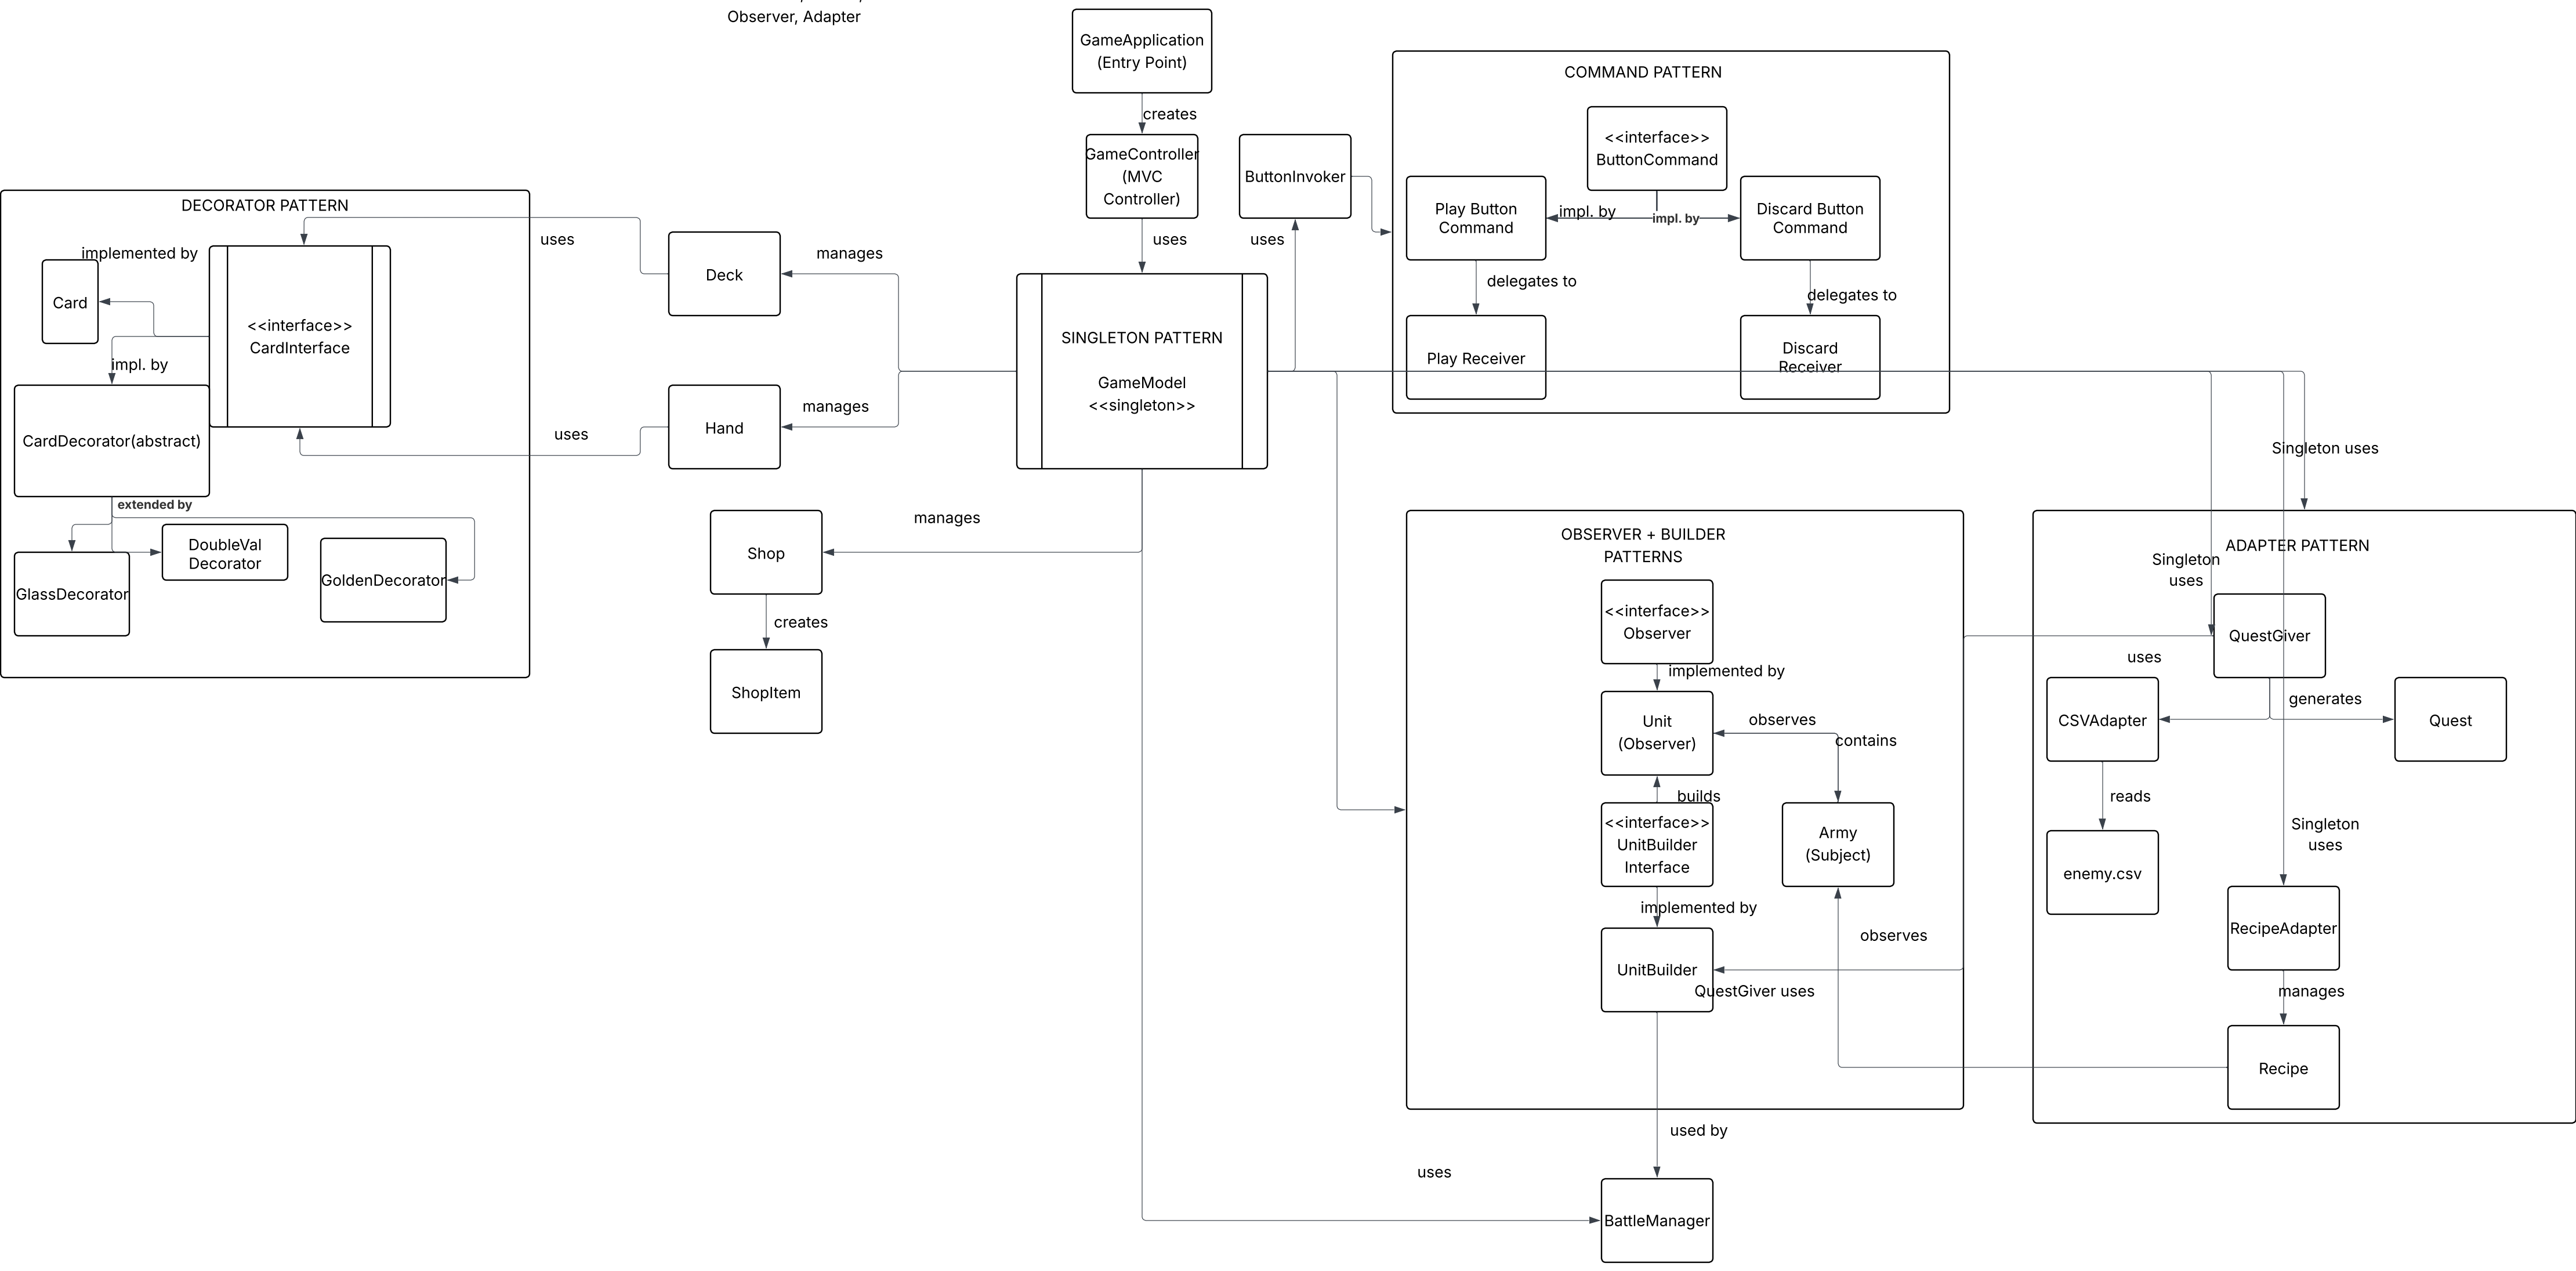 Observer, Adapter
GameApplication
(Entry Point)
creates
GameController
(MVC
Controller)
uses
ButtonInvoker
uses
COMMAND PATTERN
<<interface>>
ButtonCommand
Play Button
Command
impl. by
impl. by
Discard Button
Command
delegates to
delegates to
Play Receiver
Discard
Receiver
DECORATOR PATTERN
implemented by
Card
<<interface>>
CardInterface
impl. by
CardDecorator(abstract)
extended by
GlassDecorator
DoubleVal
Decorator
GoldenDecorator
uses
uses
Deck
Hand
manages
manages
SINGLETON PATTERN
GameModel
<<singleton>>
manages
Shop
creates
ShopItem
OBSERVER + BUILDER
PATTERNS
<<interface>>
Observer
implemented by
Unit
(Observer)
observes
contains
builds
<<interface>>
UnitBuilder
Interface
Army
(Subject)
implemented by
observes
UnitBuilder
QuestGiver uses
used by
uses
BattleManager
Singleton uses
ADAPTER PATTERN
Singleton
uses
QuestGiver
uses
generates
CSVAdapter
Quest
reads
enemy.csv
Singleton
uses
RecipeAdapter
manages
Recipe